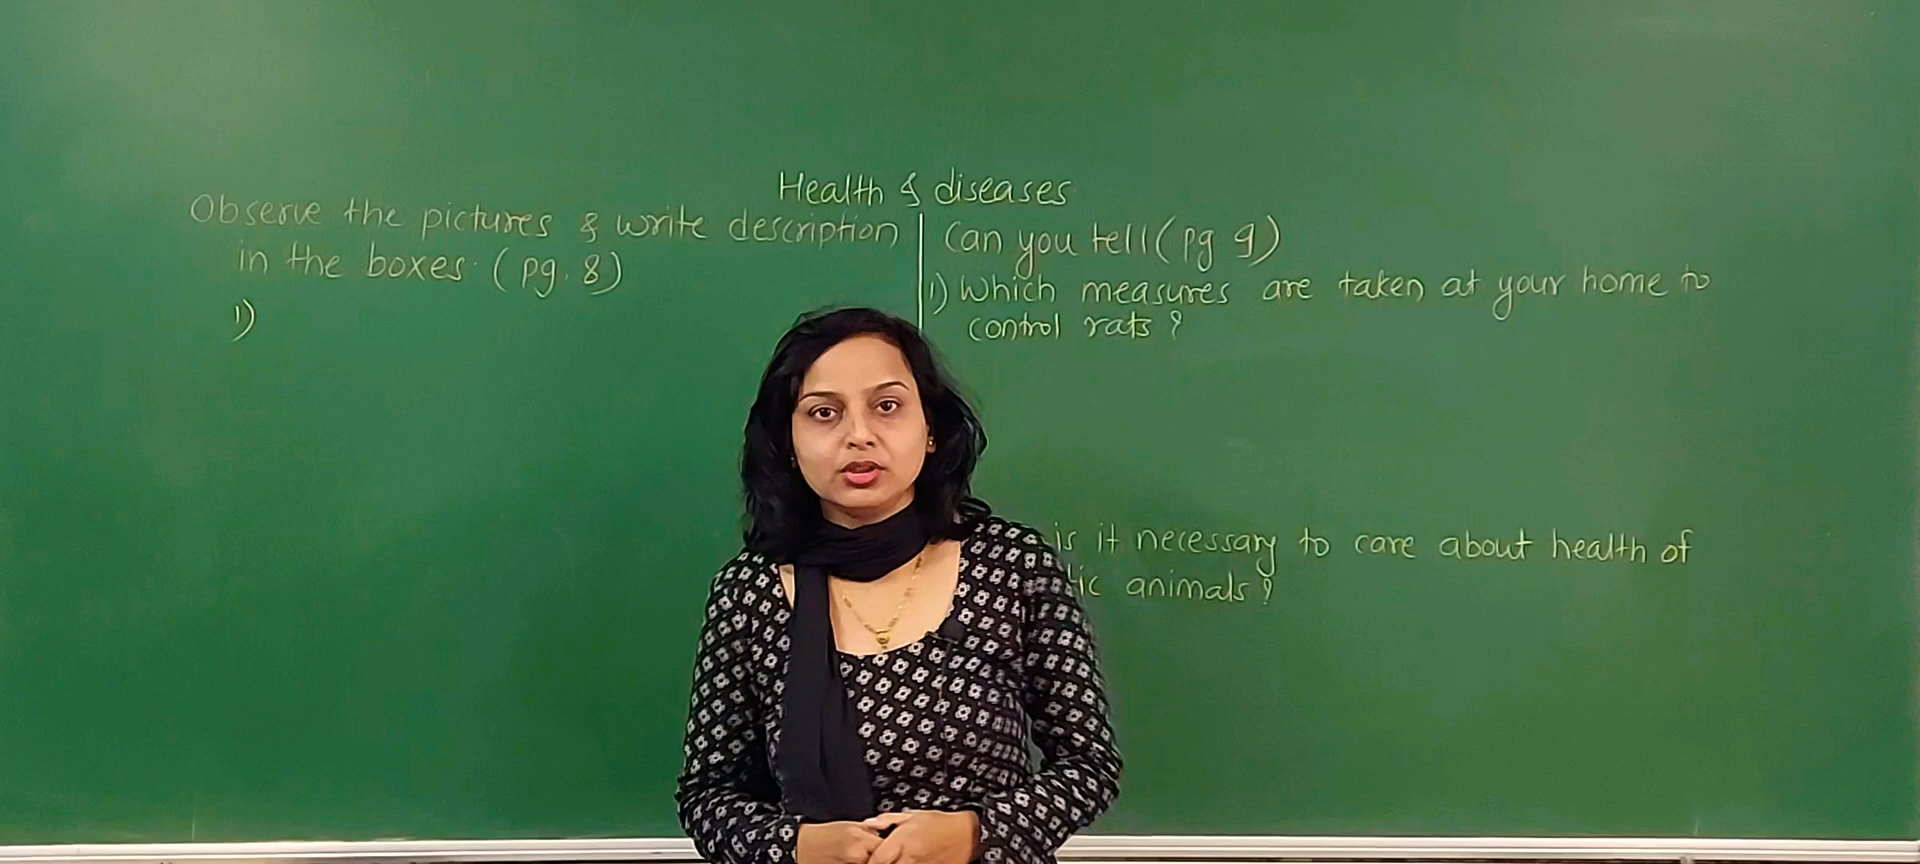 Health & diseases
Observe the pictures & write description
in the boxes. (pg. 8)
1)
Can you tell (pg 9)
1) Which measures are taken at your home to
control rats?
is it necessary to care about health of
tic animals?